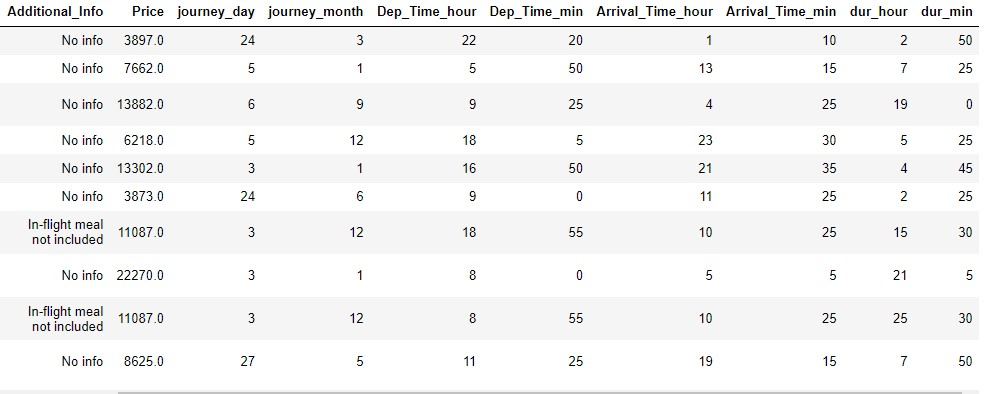 Additional_Info Price journey_day journey_month Dep_Time_hour Dep_Time_min Arrival_Time_hour Arrival_Time_min dur_hour dur_min
No info 3897.0 24 3 22 20 1 10 2 50
No info 7662.0 5 1 5 50 13 15 7 25
No info 13882.0 6 9 9 25 4 25 19 0
No info 6218.0 5 12 18 5 23 30 5 25
No info 13302.0 3 1 16 50 21 35 4 45
No info 3873.0 24 6 9 0 11 25 2 25
In-flight meal
not included 11087.0 3 12 18 55 10 25 15 30
No info 22270.0 3 1 8 0 5 5 21 5
In-flight meal
not included 11087.0 3 12 8 55 10 25 25 30
No info 8625.0 27 5 11 25 19 15 7 50